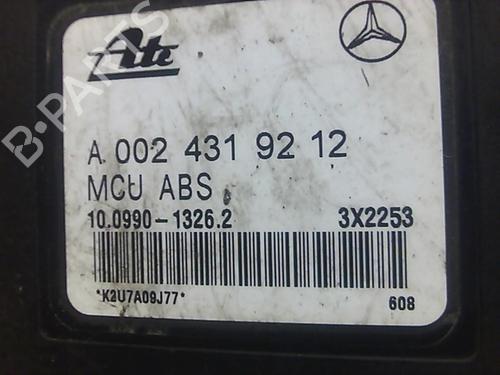 Ate
A 002 431 92 12
MCU ABS
10.0990-1326.2 3X2253
*K2U7A09J77* 608
B-PARTS